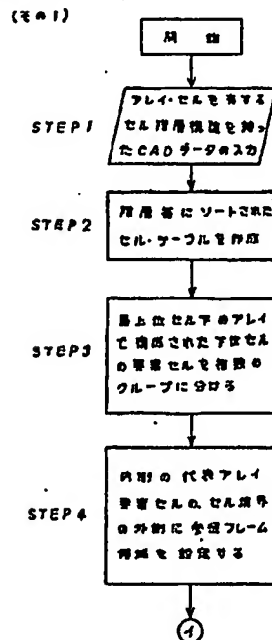 (その1)
開始
STEP1
アレイ・セルを有する
セル階層構造を持っ
たCADデータの入力
STEP2
階層等にソートされた
セル・テーブルを作成
STEP3
最上位セル下のアレイ
で構成された下位セル
の要素セルを複数の
グループに分ける
STEP4
内側の代表アレイ
要素セルの、セル境界
の外側に参照フレーム
領域を設定する
イ